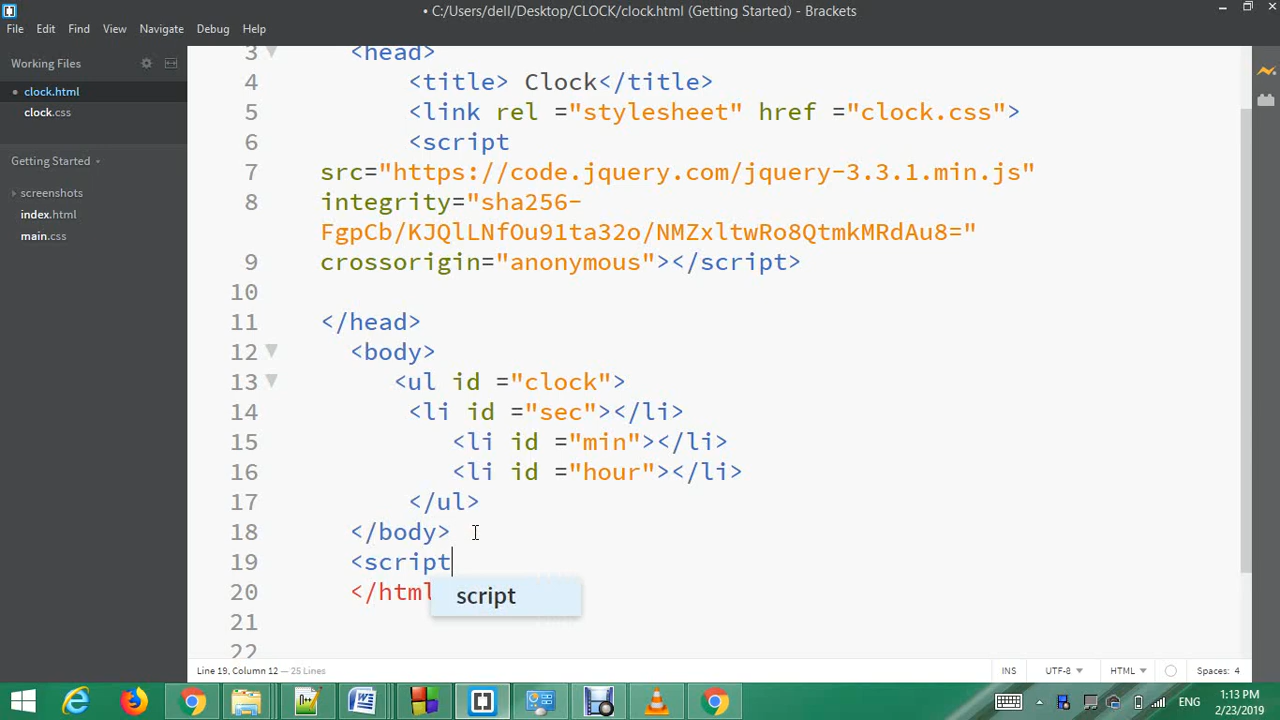 • C:/Users/dell/Desktop/CLOCK/clock.html (Getting Started) - Brackets
File Edit Find View Navigate Debug Help
Working Files
• clock.html
clock.css
Getting Started
screenshots
index.html
main.css
3 <head>
4 <title> Clock</title>
5 <link rel ="stylesheet" href ="clock.css">
6 <script
7 src="https://code.jquery.com/jquery-3.3.1.min.js"
8 integrity="sha256-
FgpCb/KJQlLNfOu91ta32o/NMZxltwRo8QtmkMRdAu8="
9 crossorigin="anonymous"></script>
10
11 </head>
12 <body>
13 <ul id ="clock">
14 <li id ="sec"></li>
15 <li id ="min"></li>
16 <li id ="hour"></li>
17 </ul>
18 </body>
19 <script
20 </html
script
21
22
Line 19, Column 12 — 25 Lines
INS UTF-8 HTML Spaces: 4
ENG
1:13 PM
2/23/2019